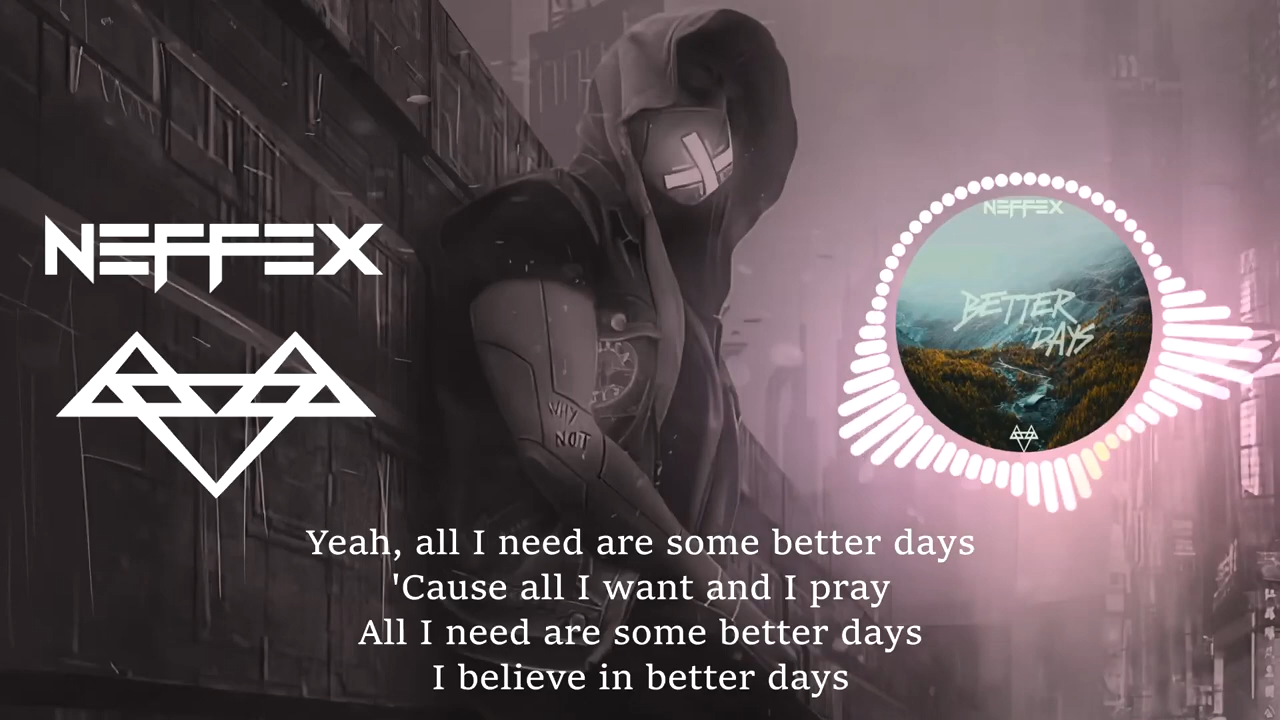 NEFFEX
NEFFEX
BETTER
DAYS
WHY
NOT
Yeah, all I need are some better days
'Cause all I want and I pray
All I need are some better days
I believe in better days